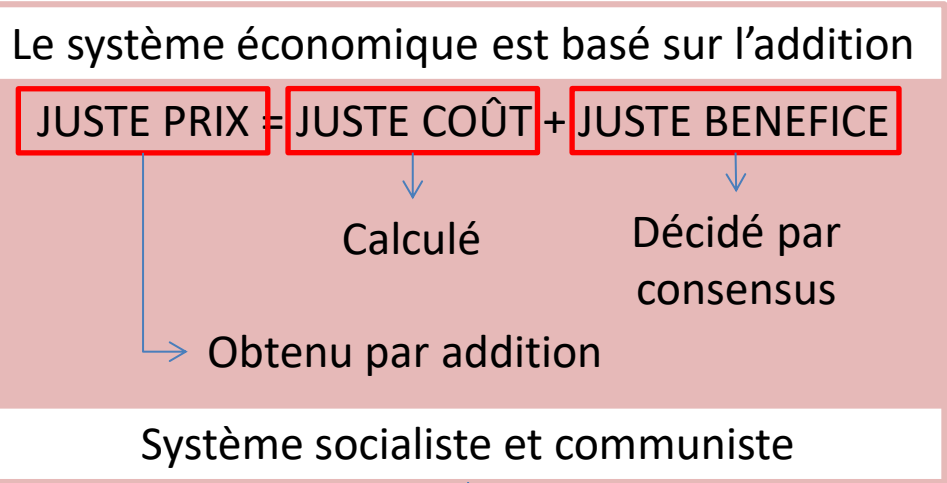 Le système économique est basé sur l’addition
JUSTE PRIX = JUSTE COÛT + JUSTE BENEFICE
Calculé
Décidé par
consensus
Obtenu par addition
Système socialiste et communiste